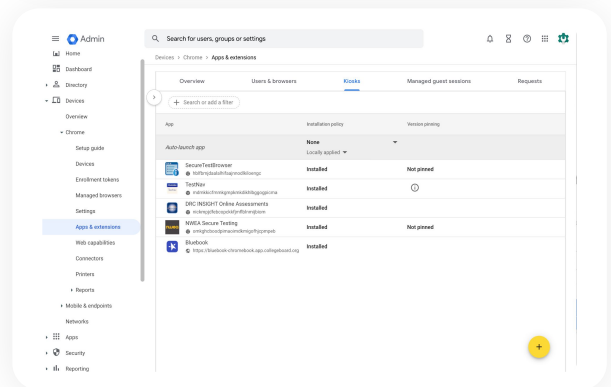 Admin
Search for users, groups or settings
Home
Dashboard
Directory
Devices
Overview
Chrome
Setup guide
Devices
Enrollment tokens
Managed browsers
Settings
Apps & extensions
Web capabilities
Connectors
Printers
Reports
Mobile & endpoints
Networks
Apps
Security
Reporting
Devices > Chrome > Apps & extensions
Overview Users & browsers Kiosks Managed guest sessions Requests
+ Search or add a filter
App Installation policy Version pinning
Auto-launch app None
Locally applied
SecureTestBrowser Installed Not pinned
TestNav Installed
DRC INSIGHT Online Assessments Installed
NWEA Secure Testing Installed Not pinned
Bluebook Installed
https://bluebook-chromebook.app.collegeboard.org